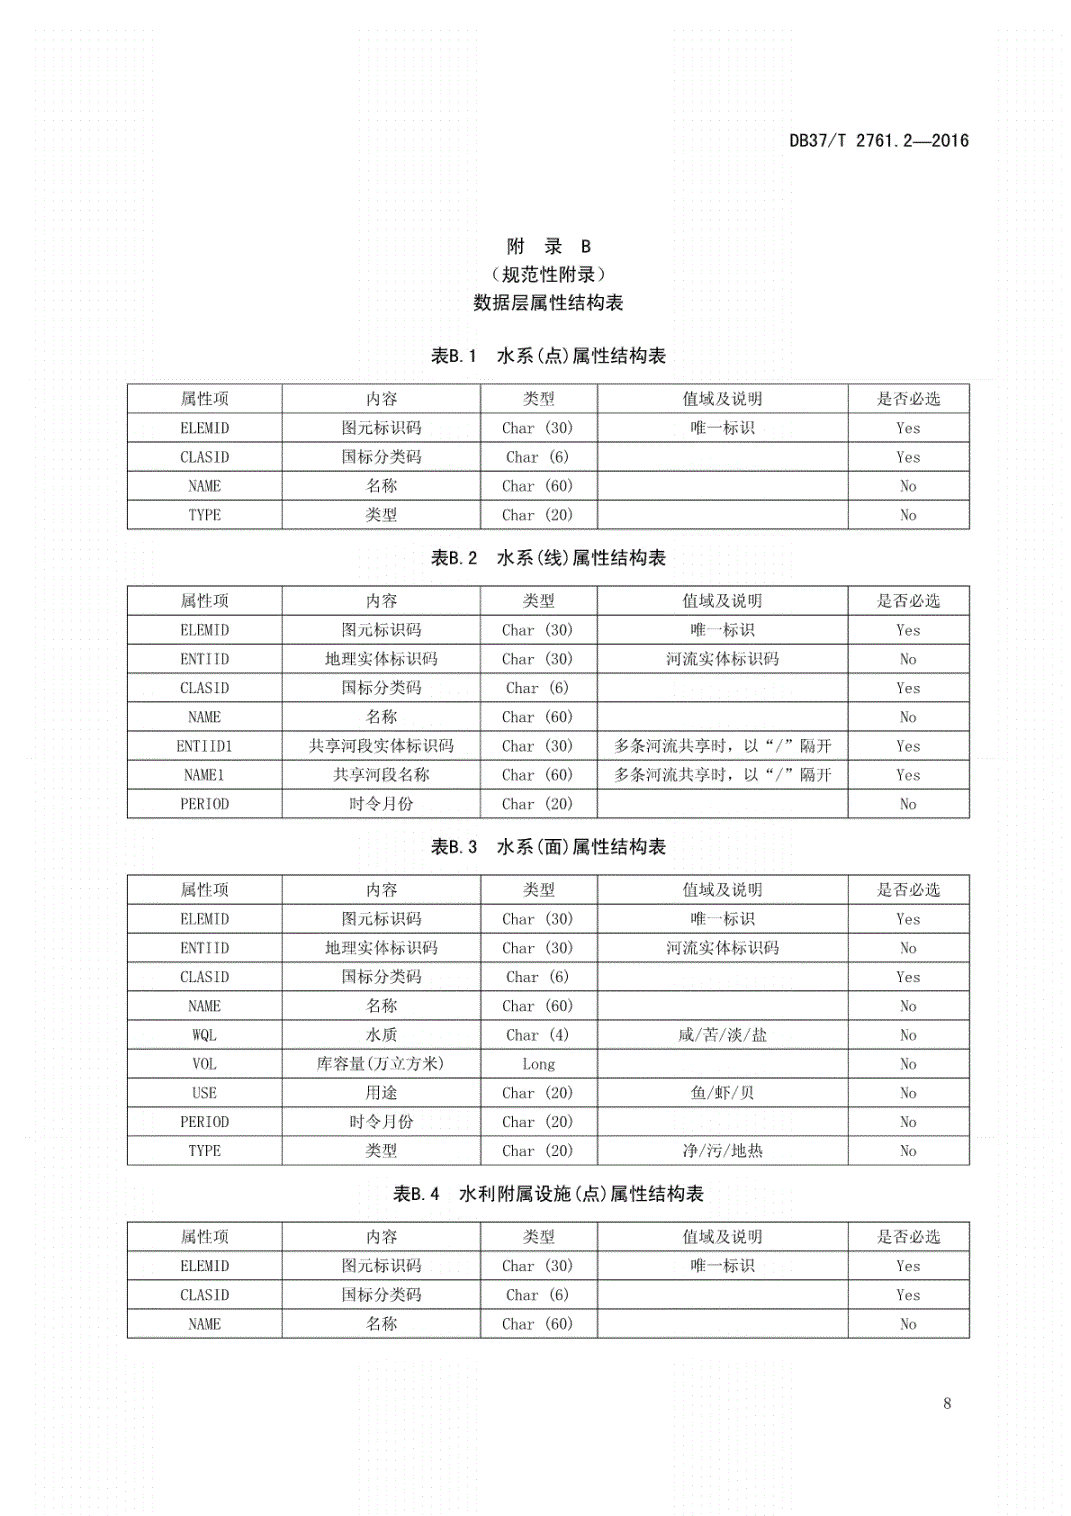 DB37/T 2761.2—2016
附 录 B
（规范性附录）
数据层属性结构表
表B.1 水系(点)属性结构表
属性项 内容 类型 值域及说明 是否必选
ELEMID 图元标识码 Char (30) 唯一标识 Yes
CLASID 国标分类码 Char (6) Yes
NAME 名称 Char (60) No
TYPE 类型 Char (20) No
表B.2 水系(线)属性结构表
属性项 内容 类型 值域及说明 是否必选
ELEMID 图元标识码 Char (30) 唯一标识 Yes
ENTIID 地理实体标识码 Char (30) 河流实体标识码 No
CLASID 国标分类码 Char (6) Yes
NAME 名称 Char (60) No
ENTIID1 共享河段实体标识码 Char (30) 多条河流共享时，以“/”隔开 Yes
NAME1 共享河段名称 Char (60) 多条河流共享时，以“/”隔开 Yes
PERIOD 时令月份 Char (20) No
表B.3 水系(面)属性结构表
属性项 内容 类型 值域及说明 是否必选
ELEMID 图元标识码 Char (30) 唯一标识 Yes
ENTIID 地理实体标识码 Char (30) 河流实体标识码 No
CLASID 国标分类码 Char (6) Yes
NAME 名称 Char (60) No
WQL 水质 Char (4) 咸/苦/淡/盐 No
VOL 库容量(万立方米) Long No
USE 用途 Char (20) 鱼/虾/贝 No
PERIOD 时令月份 Char (20) No
TYPE 类型 Char (20) 净/污/地热 No
表B.4 水利附属设施(点)属性结构表
属性项 内容 类型 值域及说明 是否必选
ELEMID 图元标识码 Char (30) 唯一标识 Yes
CLASID 国标分类码 Char (6) Yes
NAME 名称 Char (60) No
8